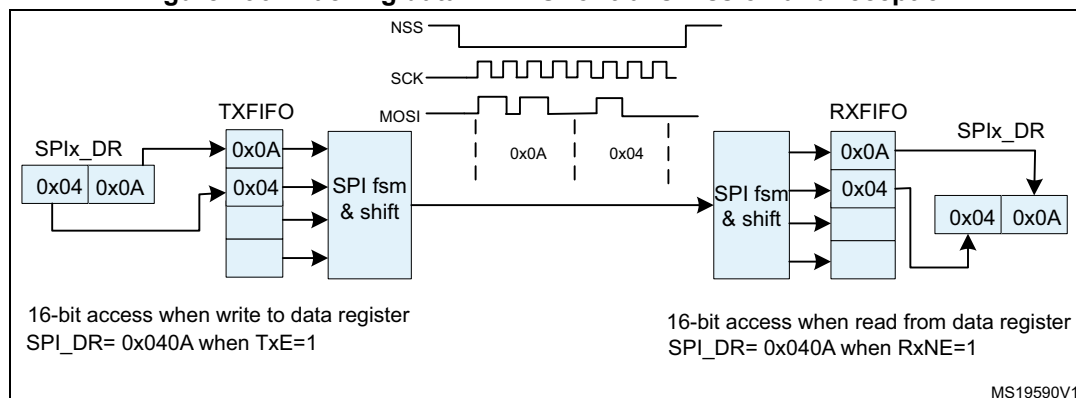 NSS
SCK
MOSI
TXFIFO
RXFIFO
SPIx_DR
SPIx_DR
0x04 0x0A
0x0A
0x04
SPI fsm
& shift
0x0A
0x04
SPI fsm
& shift
0x0A
0x04
0x04 0x0A
16-bit access when write to data register
SPI_DR= 0x040A when TxE=1
16-bit access when read from data register
SPI_DR= 0x040A when RxNE=1
MS19590V1